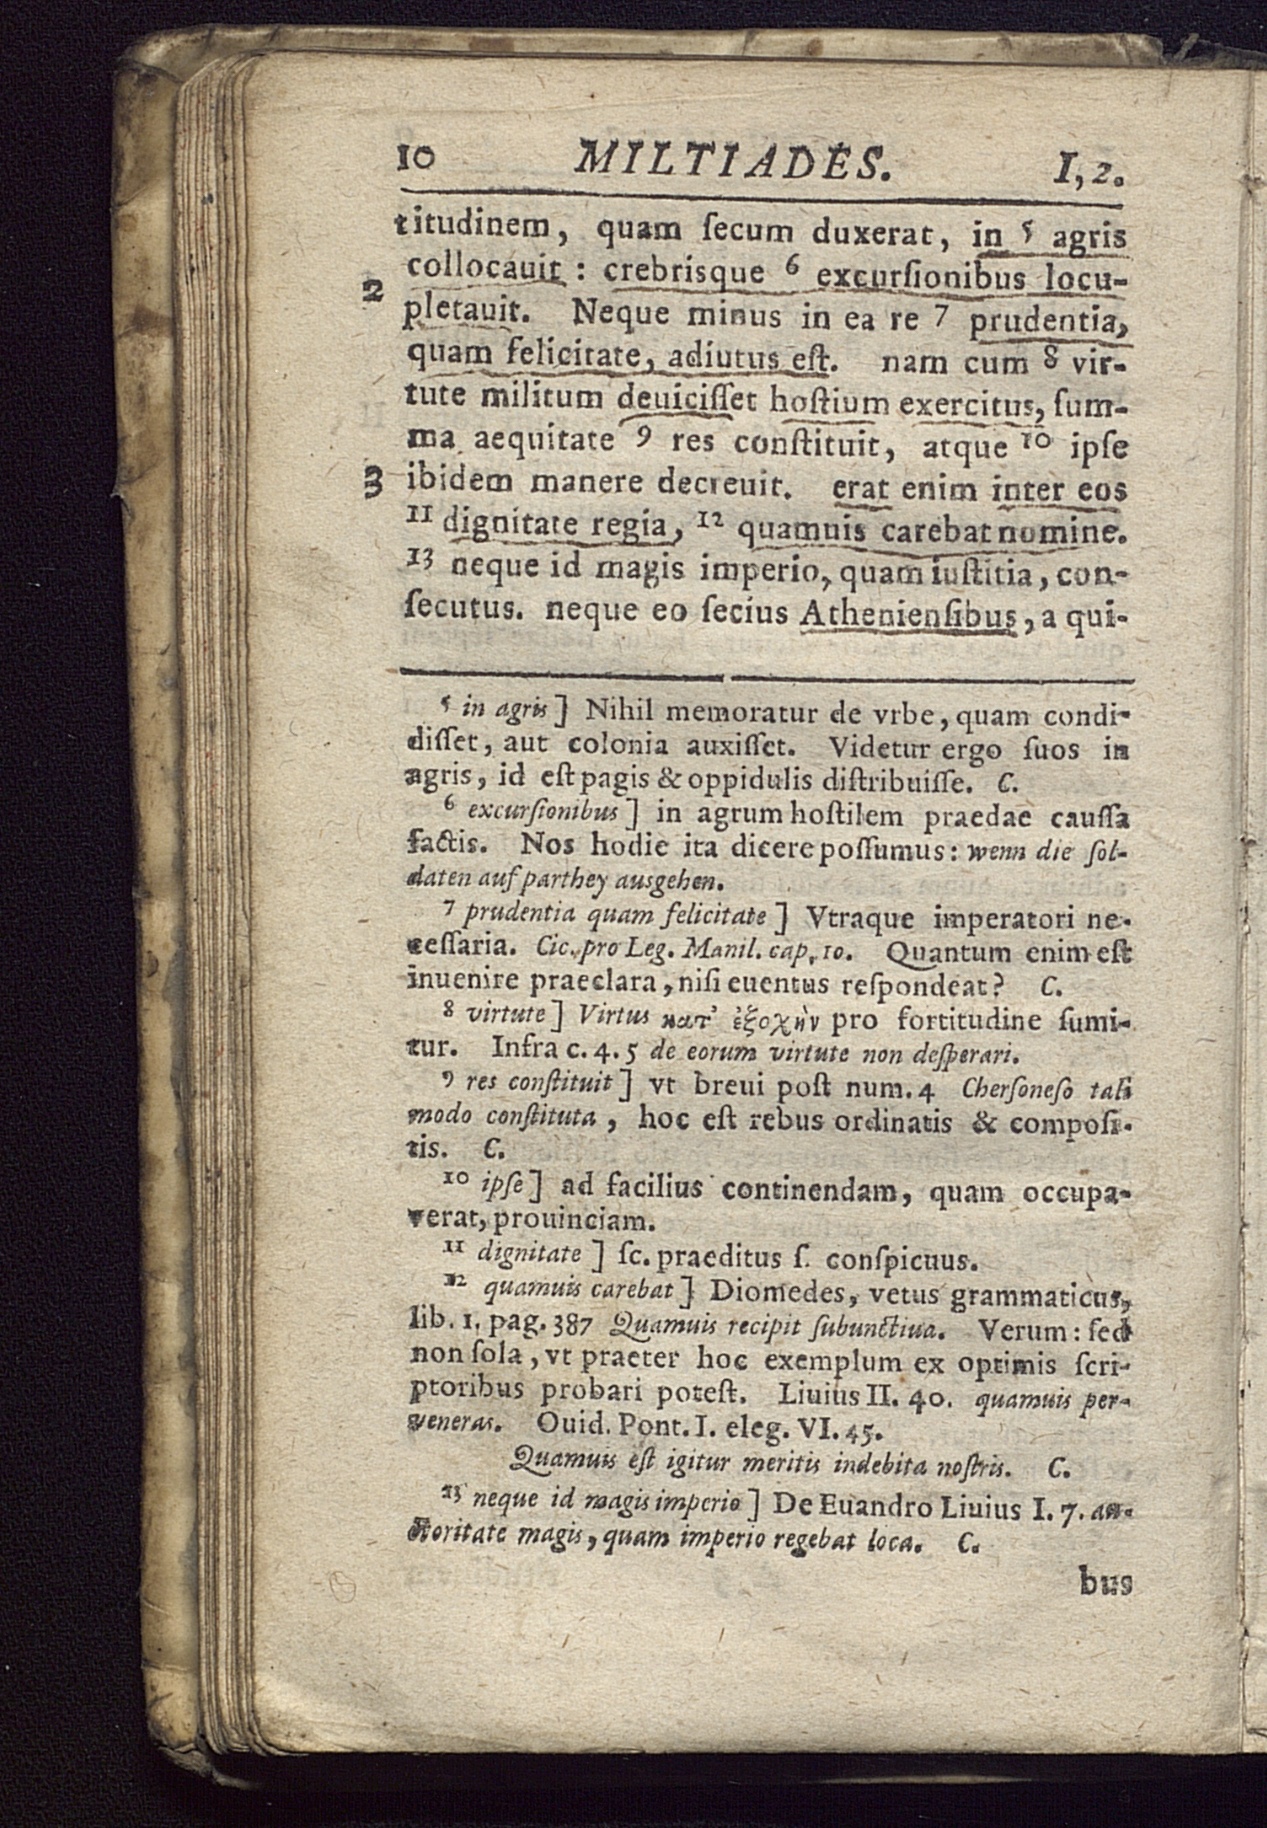 10 MILTIADES. I, 2.
titudinem, quam ſecum duxerat, in ⁵ agris
collocauit: crebrisque ⁶ excurſionibus locu-
2 pletauit. Neque minus in ea re ⁷ prudentia,
quam felicitate, adiutus eſt. nam cum ⁸ vir-
tute militum deuiciſſet hoſtium exercitus, ſum-
ma aequitate ⁹ res conſtituit, atque ¹⁰ ipſe
3 ibidem manere decreuit. erat enim inter eos
¹¹ dignitate regia, ¹² quamuis carebat nomine.
¹³ neque id magis imperio, quam iuſtitia, con-
ſecutus. neque eo ſecius Athenienſibus, a qui-
⁵ in agris] Nihil memoratur de vrbe, quam condi-
diſſet, aut colonia auxiſſet. Videtur ergo ſuos in
agris, id eſt pagis & oppidulis diſtribuiſſe. C.
⁶ excurſionibus] in agrum hoſtilem praedae cauſſa
factis. Nos hodie ita dicere poſſumus: wenn die ſol-
daten auf parthey ausgehen.
⁷ prudentia quam felicitate] Vtraque imperatori ne-
ceſſaria. Cic. pro Leg. Manil. cap. 10. Quantum enim eſt
inuenire praeclara, niſi euentus reſpondeat? C.
⁸ virtute] Virtus κατ' ἐξοχὴν pro fortitudine ſumi-
tur. Infra c. 4. 5 de eorum virtute non deſperari.
⁹ res conſtituit] vt breui poſt num. 4 Cherſoneſo tali
modo conſtituta, hoc eſt rebus ordinatis & compoſi-
tis. C.
¹⁰ ipſe] ad facilius continendam, quam occupa-
verat, prouinciam.
¹¹ dignitate] ſc. praeditus ſ. conſpicuus.
¹² quamuis carebat] Diomedes, vetus grammaticus,
lib. 1. pag. 387 Quamuis recipit ſubunctiua. Verum: ſed
non ſola, vt praeter hoc exemplum ex optimis ſcri-
ptoribus probari poteſt. Liuius II. 40. quamuis per-
veneras. Ouid. Pont. I. eleg. VI. 45.
Quamuis eſt igitur meritis indebita noſtris. C.
¹³ neque id magis imperio] De Euandro Liuius I. 7. au-
ctoritate magis, quam imperio regebat loca. C.
bus